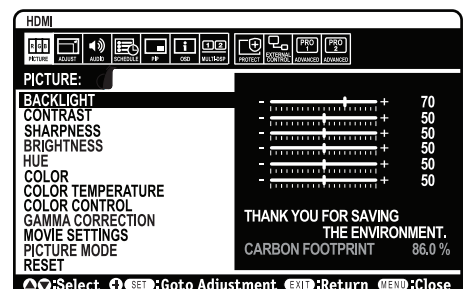 HDMI
RGB
PICTURE ADJUST AUDIO SCHEDULE PIP OSD MULTI-DSP PROTECT EXTERNAL CONTROL PRO 1 ADVANCED PRO 2 ADVANCED
PICTURE:
BACKLIGHT - + 70
CONTRAST - + 50
SHARPNESS - + 50
BRIGHTNESS - + 50
HUE - + 50
COLOR - + 50
COLOR TEMPERATURE
COLOR CONTROL
GAMMA CORRECTION
MOVIE SETTINGS
PICTURE MODE
RESET
THANK YOU FOR SAVING
THE ENVIRONMENT.
CARBON FOOTPRINT 86.0 %
:Select SET :Goto Adjustment EXIT :Return MENU :Close